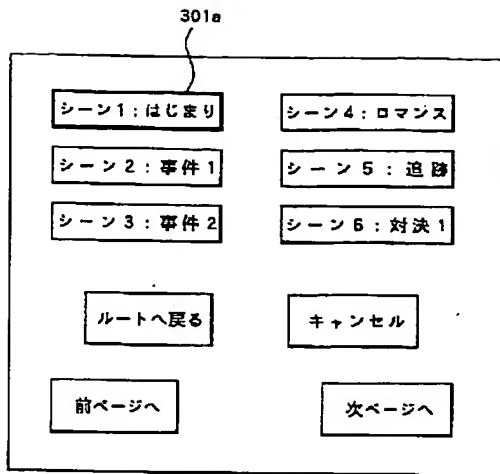 301a
シーン1:はじまり
シーン4:ロマンス
シーン2:事件1
シーン5:追跡
シーン3:事件2
シーン6:対決1
ルートへ戻る
キャンセル
前ページへ
次ページへ